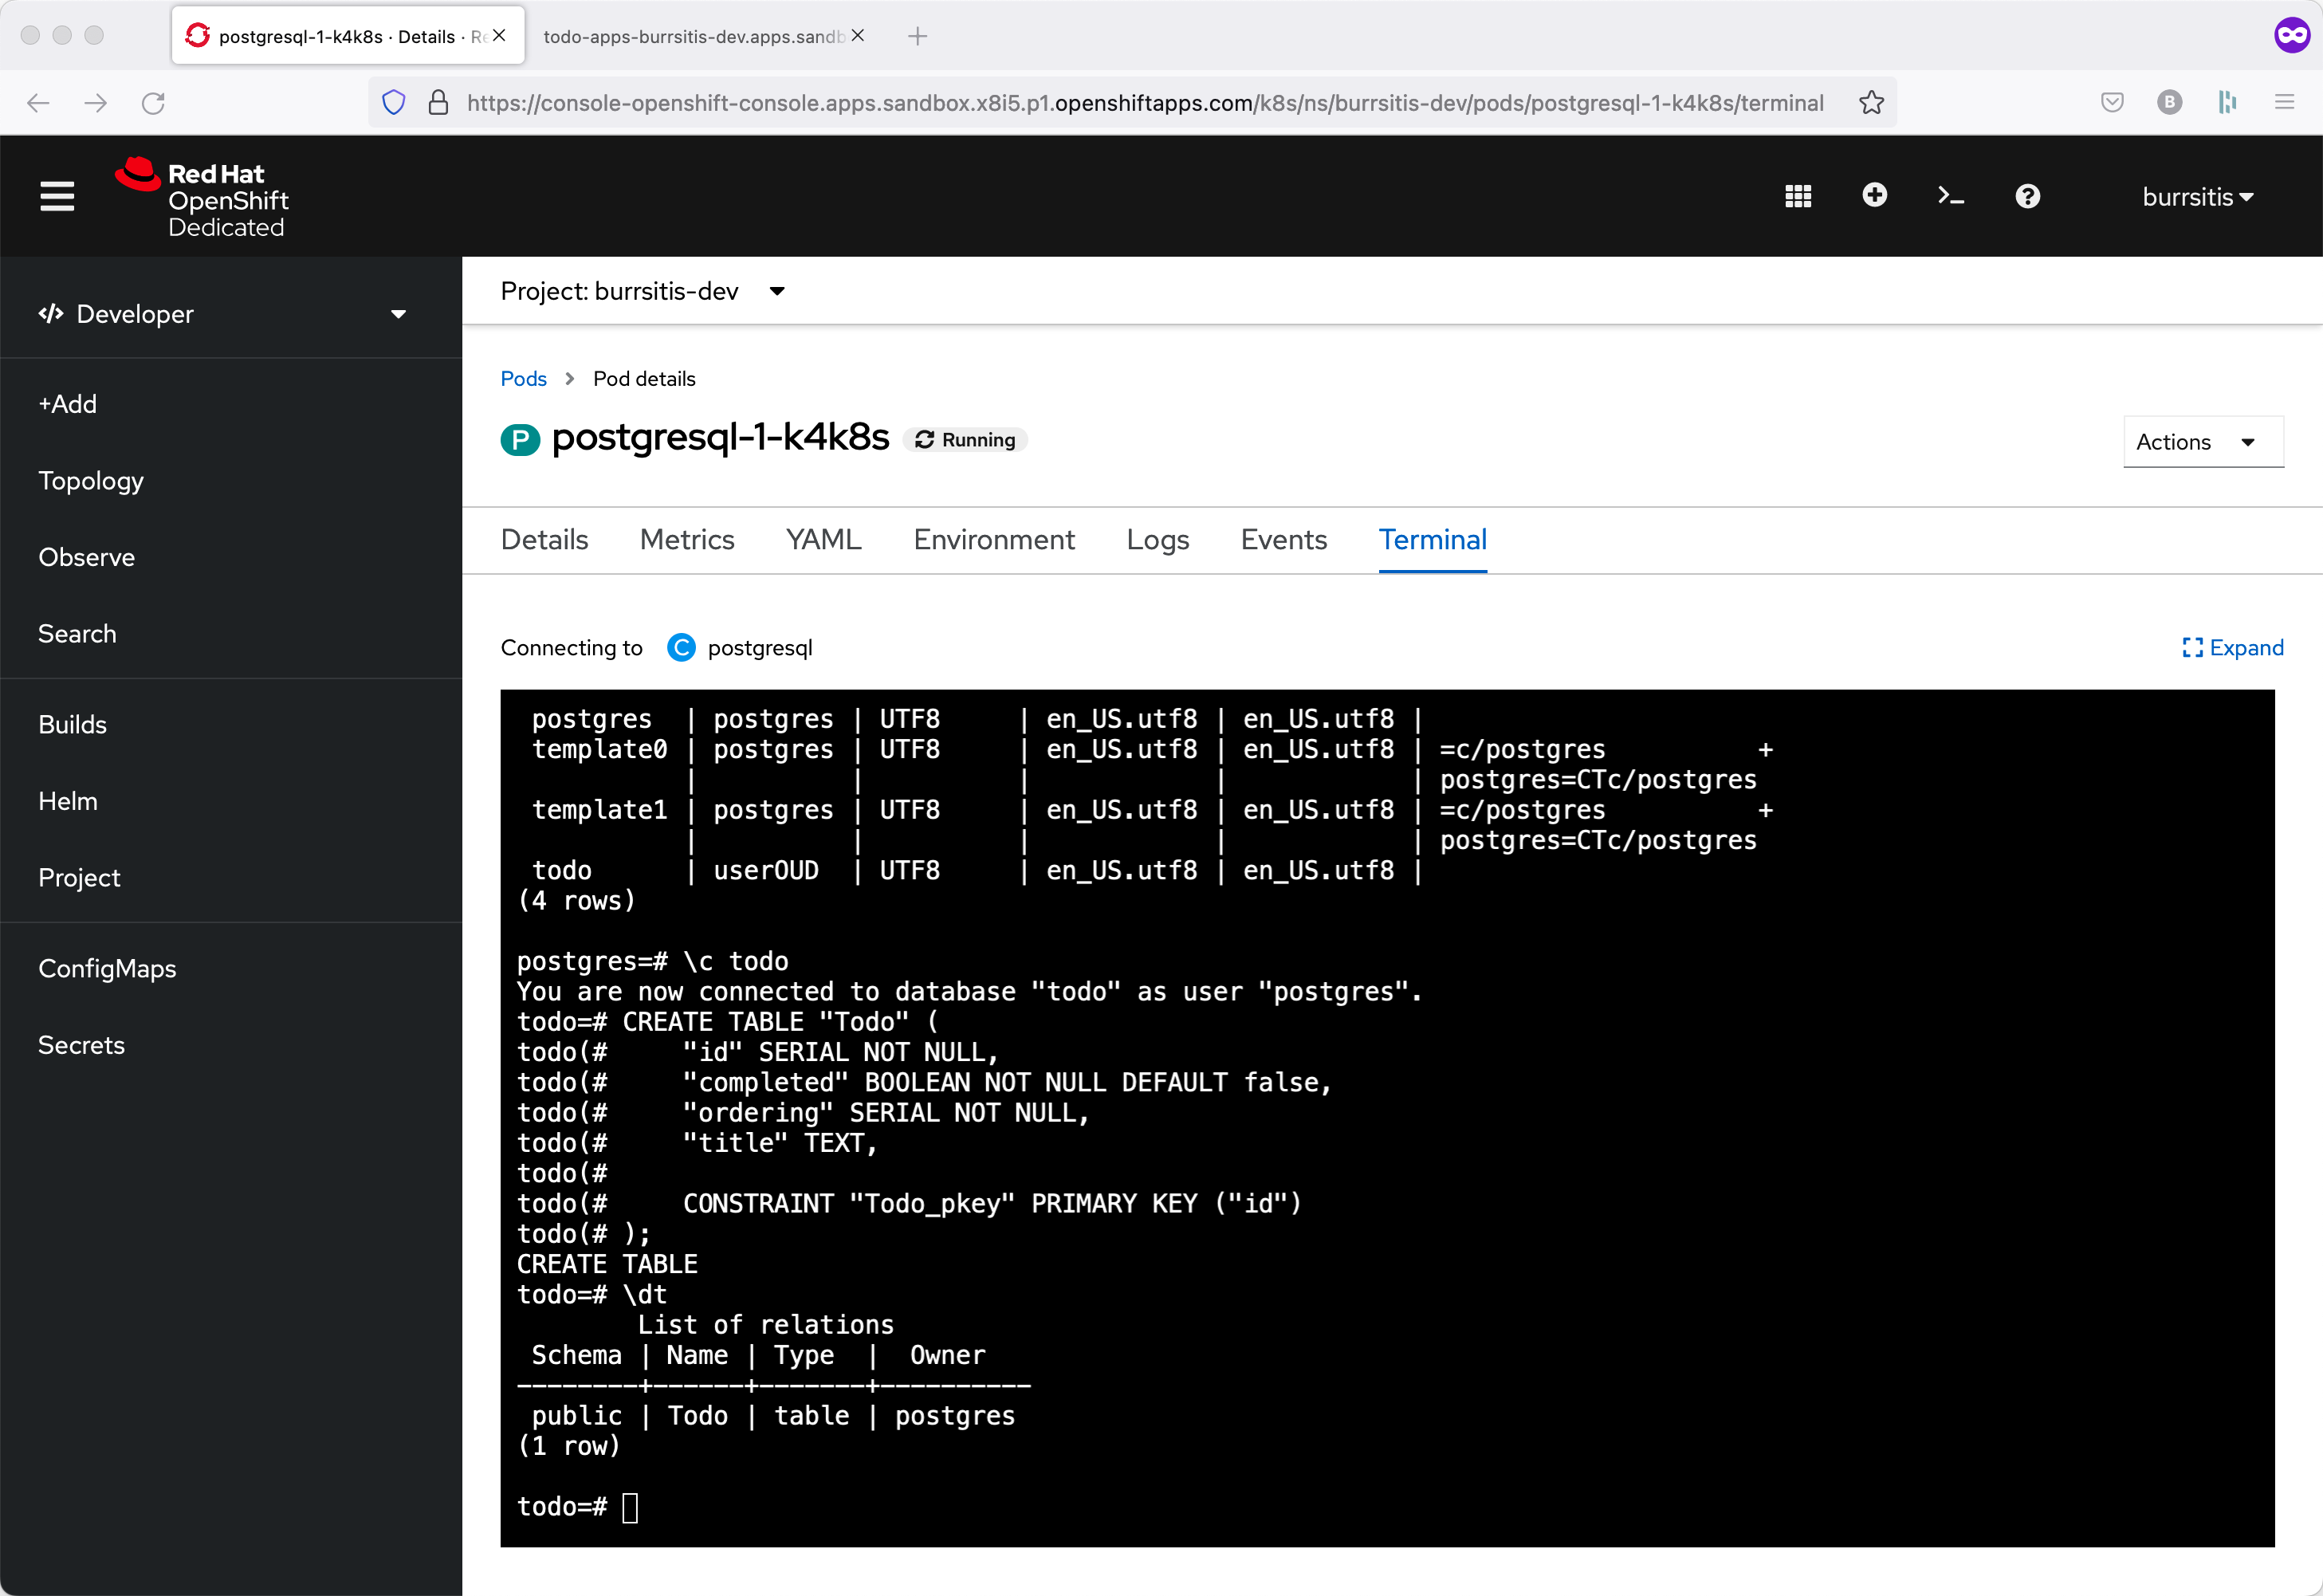 postgresql-1-k4k8s · Details · Re
todo-apps-burrsitis-dev.apps.sandb
https://console-openshift-console.apps.sandbox.x8i5.p1.openshiftapps.com/k8s/ns/burrsitis-dev/pods/postgresql-1-k4k8s/terminal
B
Red Hat
OpenShift
Dedicated
burrsitis
Developer
+Add
Topology
Observe
Search
Builds
Helm
Project
ConfigMaps
Secrets
Project: burrsitis-dev
Pods > Pod details
P postgresql-1-k4k8s Running
Actions
Details Metrics YAML Environment Logs Events Terminal
Connecting to C postgresql
Expand
 postgres  | postgres | UTF8     | en_US.utf8 | en_US.utf8 |
 template0 | postgres | UTF8     | en_US.utf8 | en_US.utf8 | =c/postgres          +
           |          |          |            |            | postgres=CTc/postgres
 template1 | postgres | UTF8     | en_US.utf8 | en_US.utf8 | =c/postgres          +
           |          |          |            |            | postgres=CTc/postgres
 todo      | userOUD  | UTF8     | en_US.utf8 | en_US.utf8 |
(4 rows)
postgres=# \c todo
You are now connected to database "todo" as user "postgres".
todo=# CREATE TABLE "Todo" (
todo(#     "id" SERIAL NOT NULL,
todo(#     "completed" BOOLEAN NOT NULL DEFAULT false,
todo(#     "ordering" SERIAL NOT NULL,
todo(#     "title" TEXT,
todo(#
todo(#     CONSTRAINT "Todo_pkey" PRIMARY KEY ("id")
todo(# );
CREATE TABLE
todo=# \dt
        List of relations
 Schema | Name | Type  |  Owner
--------+------+-------+----------
 public | Todo | table | postgres
(1 row)
todo=#